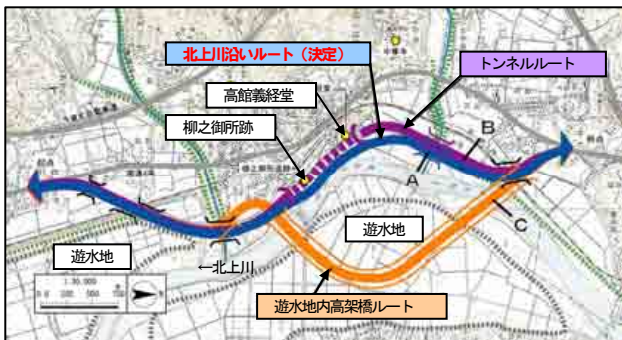 北上川沿いルート（決定）
トンネルルート
高館義経堂
柳之御所跡
B
A
C
遊水地
遊水地
←北上川
1:30,000
遊水地内高架橋ルート